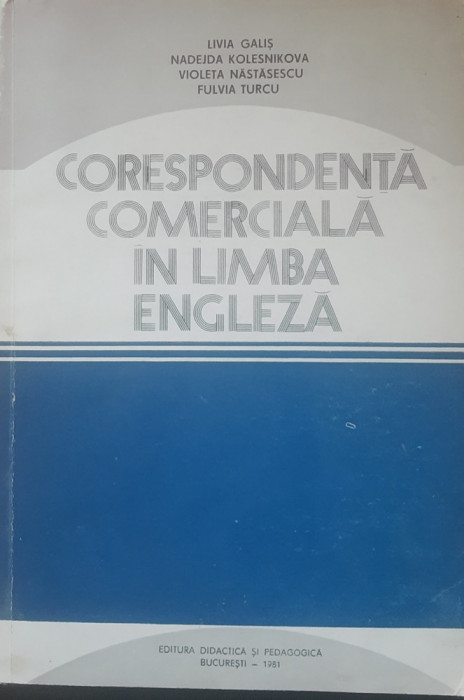 LIVIA GALIȘ
NADEJDA KOLESNIKOVA
VIOLETA NĂSTĂSESCU
FULVIA TURCU
CORESPONDENȚĂ
COMERCIALĂ
ÎN LIMBA
ENGLEZĂ
EDITURA DIDACTICĂ ȘI PEDAGOGICĂ
BUCUREȘTI – 1981